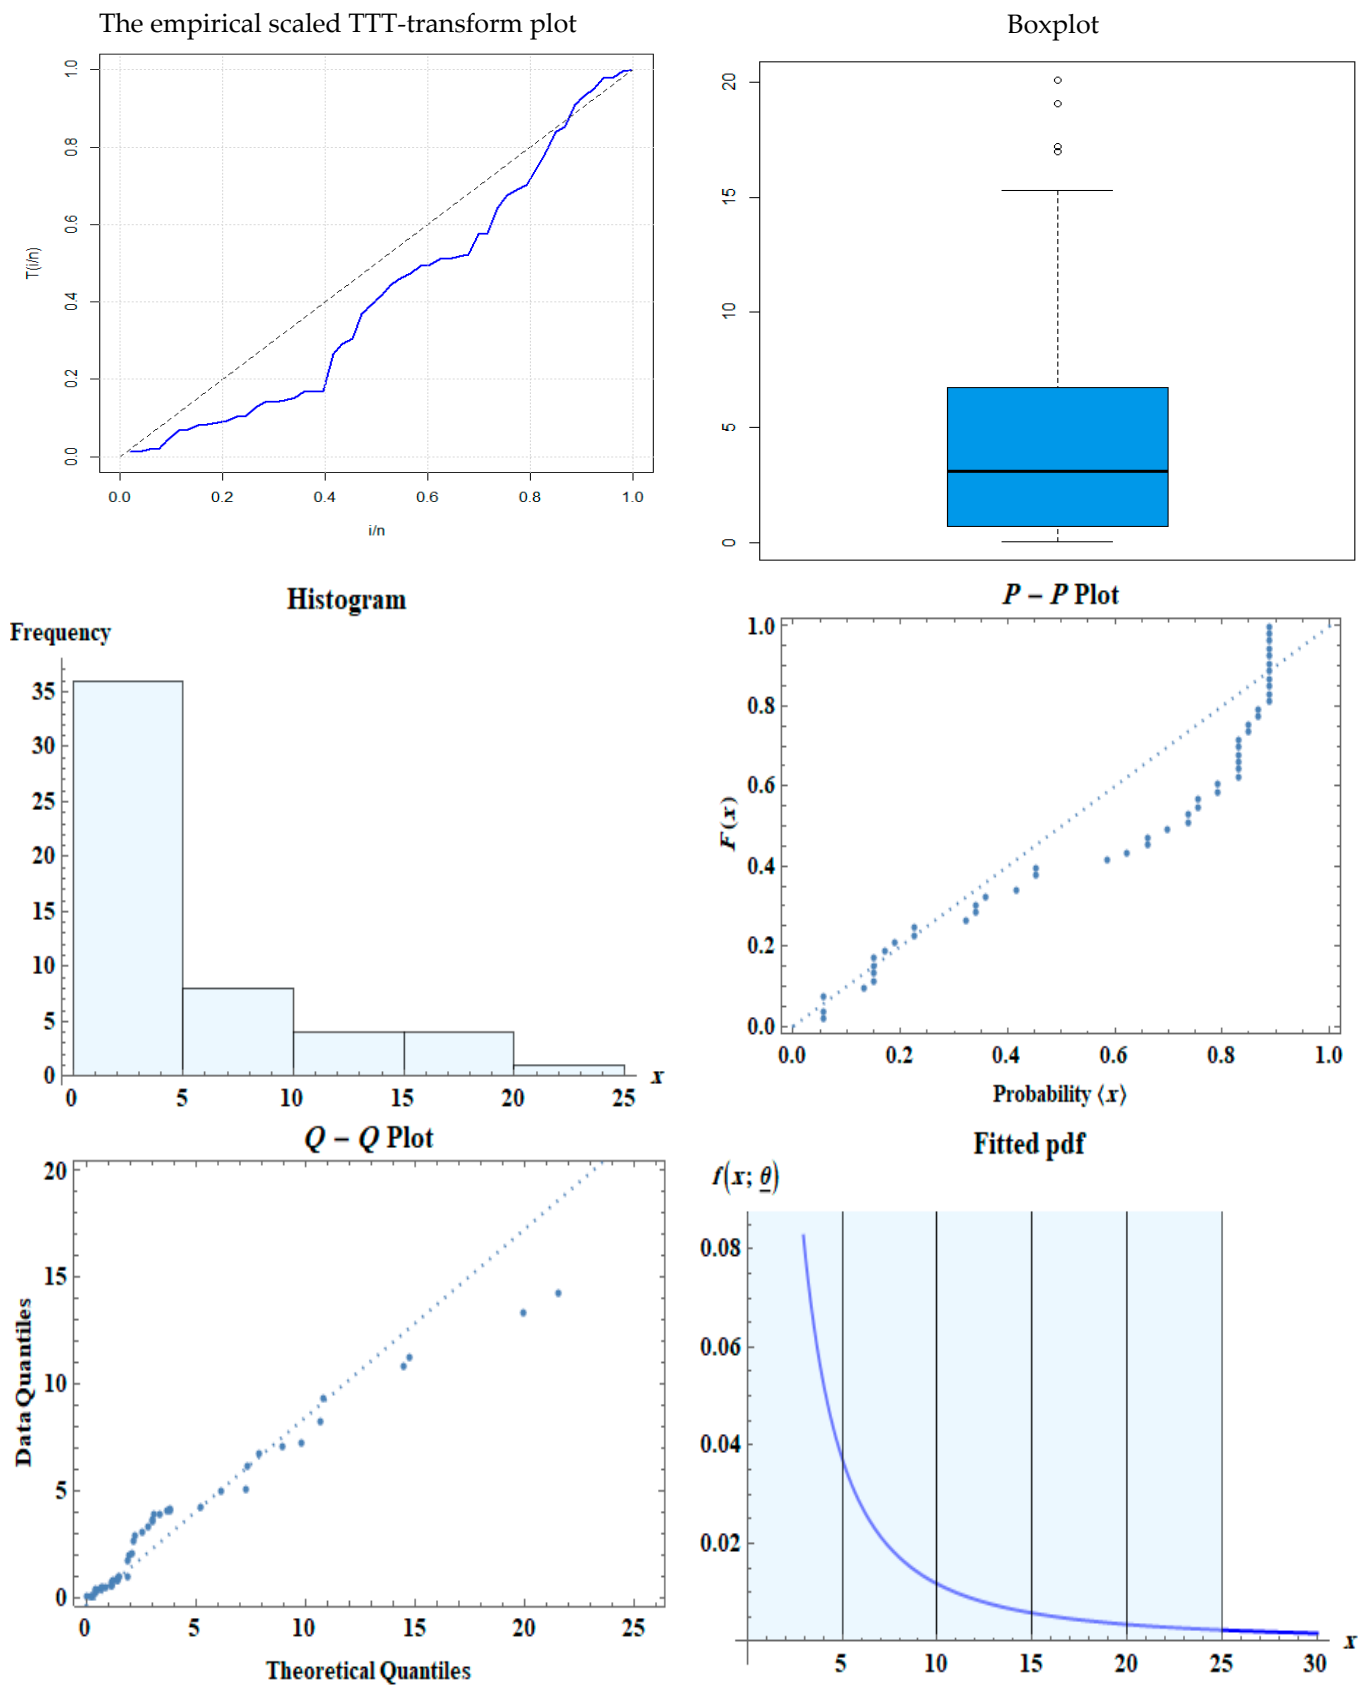 The empirical scaled TTT-transform plot
1.0
0.8
0.6
0.4
0.2
0.0
T(i/n)
0.0 0.2 0.4 0.6 0.8 1.0
i/n
Boxplot
20
15
10
5
0
Histogram
Frequency
35
30
25
20
15
10
5
0
0 5 10 15 20 25 x
P – P Plot
1.0
0.8
0.6
0.4
0.2
0.0
F(x)
0.0 0.2 0.4 0.6 0.8 1.0
Probability ⟨x⟩
Q – Q Plot
20
15
10
5
0
Data Quantiles
0 5 10 15 20 25
Theoretical Quantiles
Fitted pdf
f(x; θ)
0.08
0.06
0.04
0.02
5 10 15 20 25 30 x